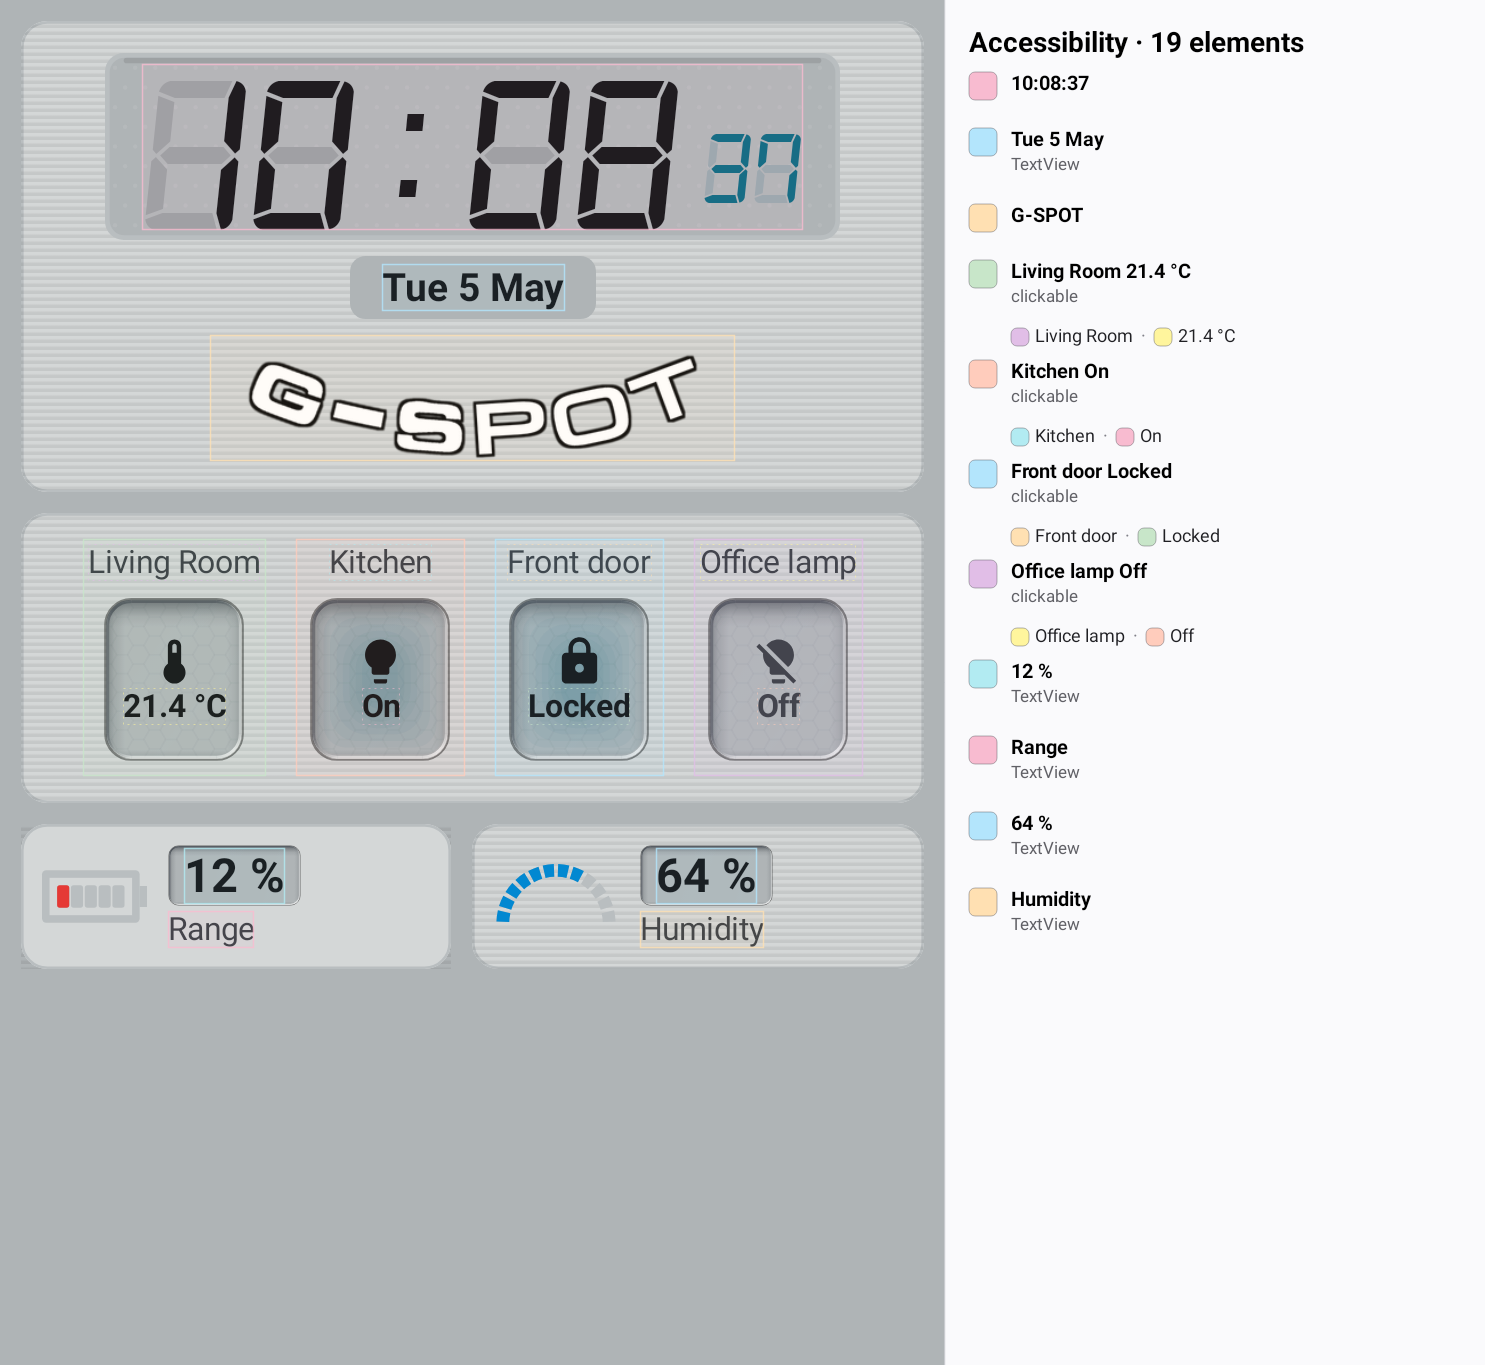 10:08 37
Tue 5 May
G-SPOT
Living Room Kitchen Front door Office lamp
21.4 °C On Locked Off
12 %
Range
64 %
Humidity
Accessibility · 19 elements
10:08:37
Tue 5 May
TextView
G-SPOT
Living Room 21.4 °C
clickable
Living Room · 21.4 °C
Kitchen On
clickable
Kitchen · On
Front door Locked
clickable
Front door · Locked
Office lamp Off
clickable
Office lamp · Off
12 %
TextView
Range
TextView
64 %
TextView
Humidity
TextView